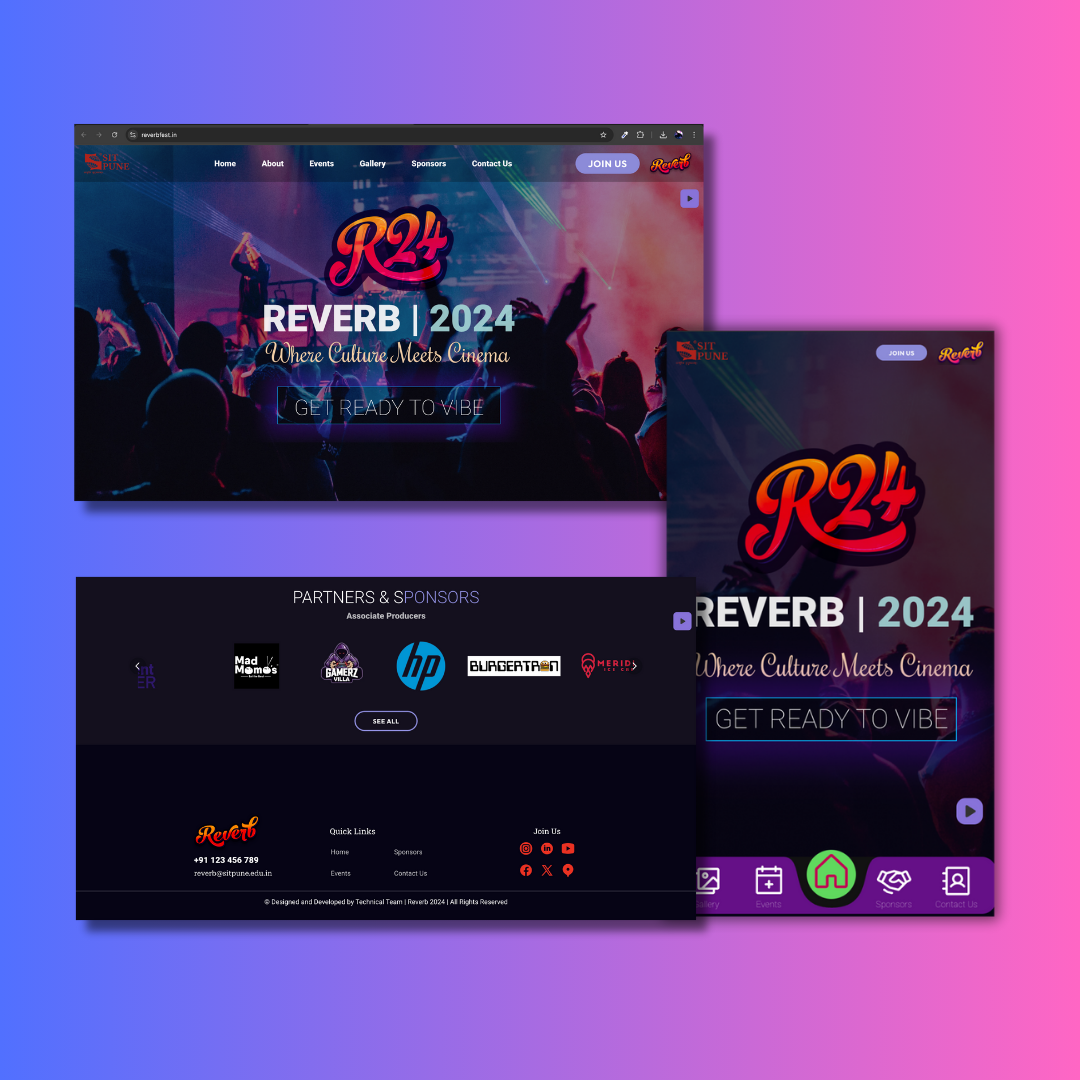 reverbfest.in
SIT PUNE
Home About Events Gallery Sponsors Contact Us JOIN US Reverb
R24
REVERB | 2024
Where Culture Meets Cinema
GET READY TO VIBE
SIT PUNE JOIN US Reverb
R24
REVERB | 2024
Where Culture Meets Cinema
GET READY TO VIBE
Events Sponsors Contact Us
PARTNERS & SPONSORS
Associate Producers
Mad Momos
GAMERZ
VILLA
hp
BURGERTRON
SEE ALL
Reverb
+91 123 456 789
reverb@sitpune.edu.in
Quick Links
Home Sponsors
Events Contact Us
Join Us
© Designed and Developed by Technical Team | Reverb 2024 | All Rights Reserved